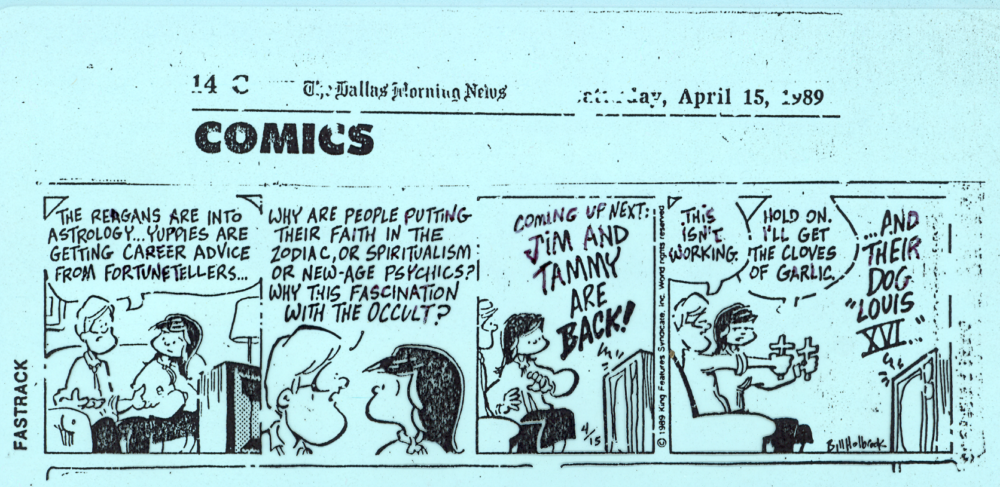 14 C
The Dallas Morning News
April 15, 1989
COMICS
FASTRACK
THE REAGANS ARE INTO
ASTROLOGY...YUPPIES ARE
GETTING CAREER ADVICE
FROM FORTUNETELLERS...
WHY ARE PEOPLE PUTTING
THEIR FAITH IN THE
ZODIAC, OR SPIRITUALISM
OR NEW-AGE PSYCHICS?
WHY THIS FASCINATION
WITH THE OCCULT?
COMING UP NEXT:
JIM AND
TAMMY
ARE
BACK!
4/15
© 1989 King Features Syndicate, Inc. World rights reserved
THIS
ISN'T
WORKING.
HOLD ON.
I'LL GET
THE CLOVES
OF GARLIC.
...AND
THEIR
DOG
"LOUIS
XVI..."
Bill Holbrook